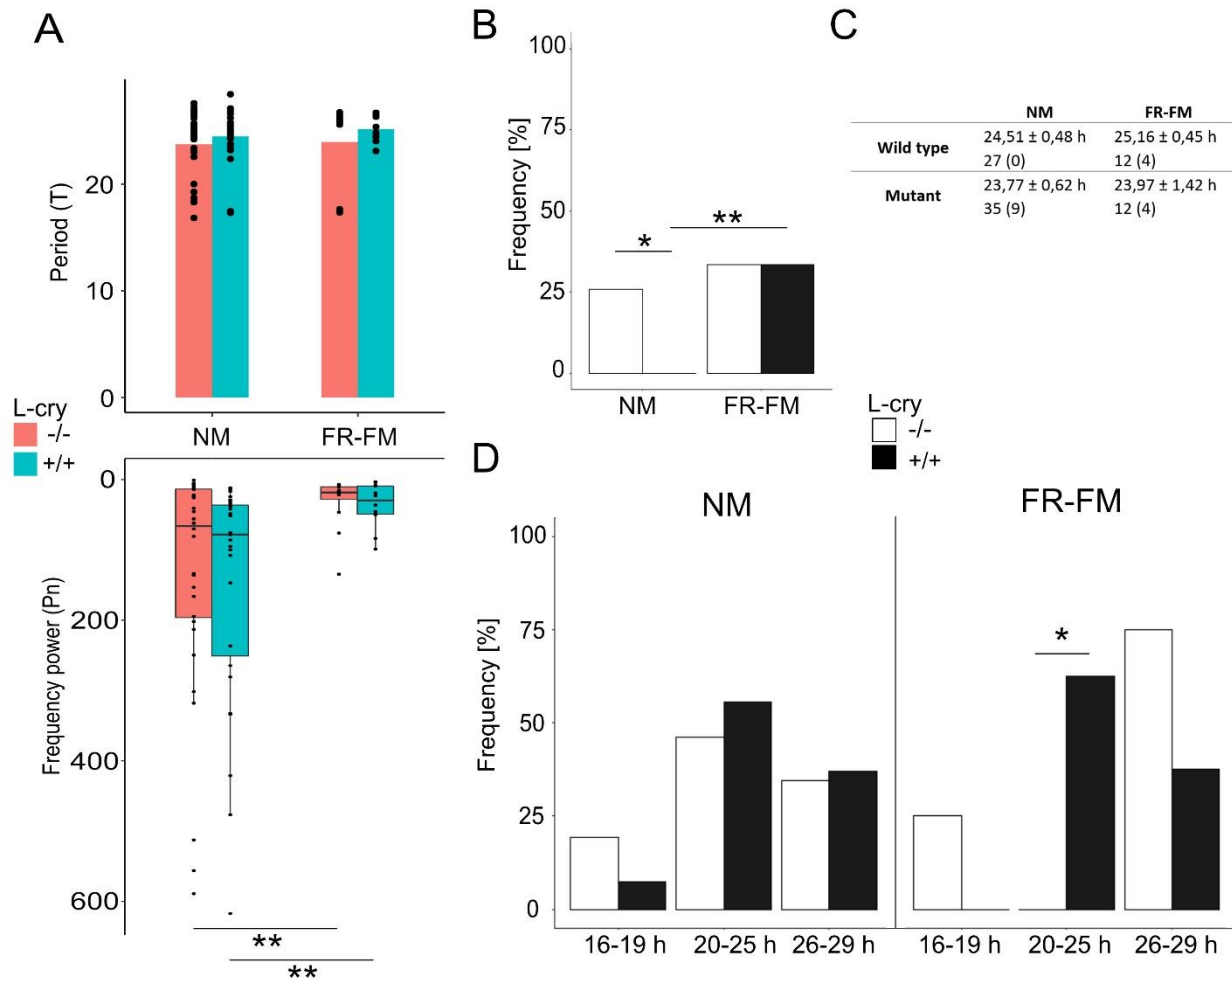 A
Period (T)
20
10
0
NM
FR-FM
L-cry
-/-
+/+
0
200
400
600
Frequency power (Pn)
**
**
B
100
75
50
25
0
Frequency [%]
*
**
NM
FR-FM
C
NM FR-FM
Wild type 24,51 ± 0,48 h 25,16 ± 0,45 h
27 (0) 12 (4)
Mutant 23,77 ± 0,62 h 23,97 ± 1,42 h
35 (9) 12 (4)
L-cry
-/-
+/+
D
NM
FR-FM
100
75
50
25
0
Frequency [%]
*
16-19 h 20-25 h 26-29 h 16-19 h 20-25 h 26-29 h